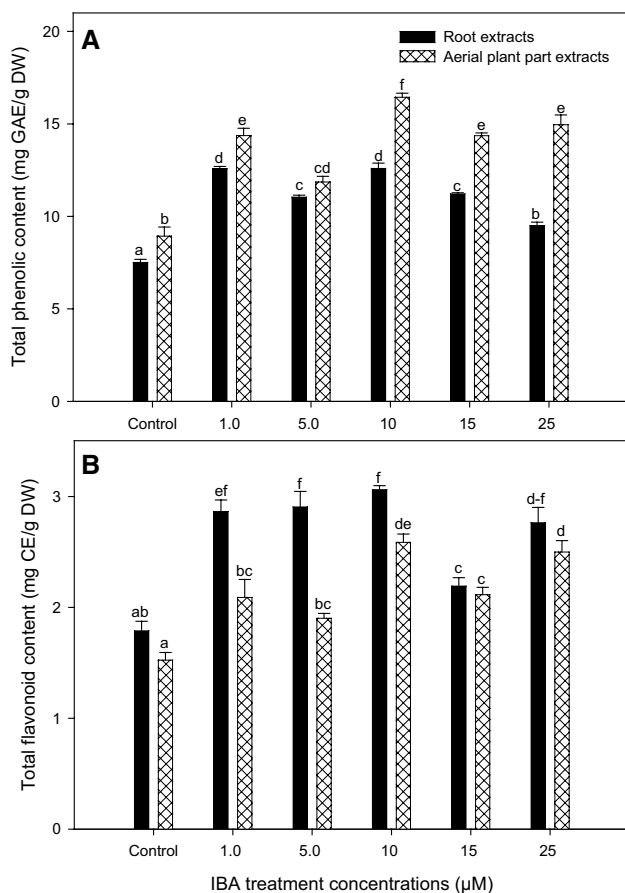 A
Root extracts
Aerial plant part extracts
Total phenolic content (mg GAE/g DW)
20
15
10
5
0
a
b
d
e
c
cd
d
f
c
e
b
e
Control
1.0
5.0
10
15
25
B
Total flavonoid content (mg CE/g DW)
3
2
1
0
ab
a
ef
bc
f
bc
f
de
c
c
d-f
d
Control
1.0
5.0
10
15
25
IBA treatment concentrations (µM)